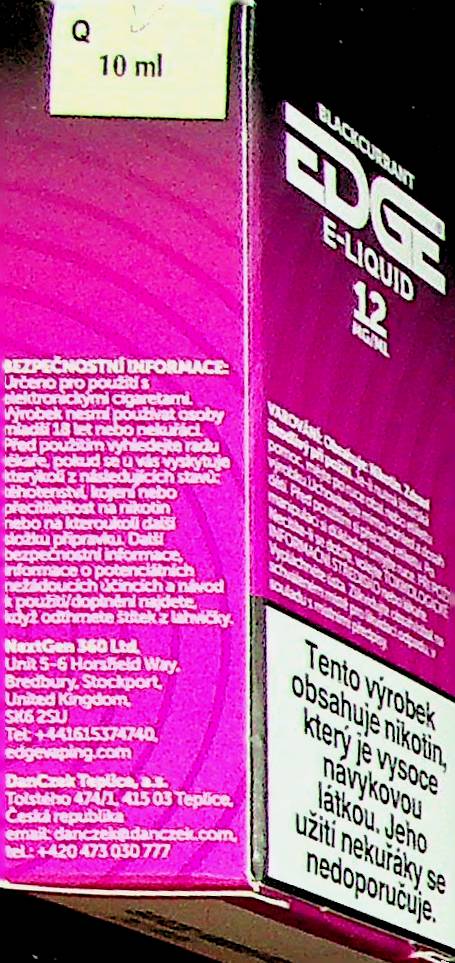 Q
10 ml
BEZPEČNOSTNÍ INFORMACE:
Určeno pro použití s
elektronickými cigaretami.
Výrobek nesmí používat osoby
mladší 18 let nebo nekuřáci.
Před použitím vyhledejte radu
lékaře, pokud se u vás vyskytuje
kterýkoli z následujících stavů:
těhotenství, kojení nebo
přecitlivělost na nikotin
nebo na kteroukoli další
složku přípravku. Další
bezpečnostní informace,
informace o potenciálních
nežádoucích účincích a návod
k použití/doplnění najdete,
když odtrhnete štítek z lahvičky.
NextGen 360 Ltd.
Unit 5-6 Horsfield Way,
Bredbury, Stockport,
United Kingdom,
SK6 2SU
Tel: +441615374740,
edgevaping.com
DanCzek Teplice, a.s.
Tolstého 474/1, 415 03 Teplice,
Česká republika
email: danczek@danczek.com,
tel.: +420 473 030 777
BLACKCURRANT
EDGE
E-LIQUID
12
MG/ML
VAROVÁNÍ: Obsahuje
Tento výrobek
obsahuje nikotin,
který je vysoce
návykovou
látkou. Jeho
užití nekuřáky se
nedoporučuje.